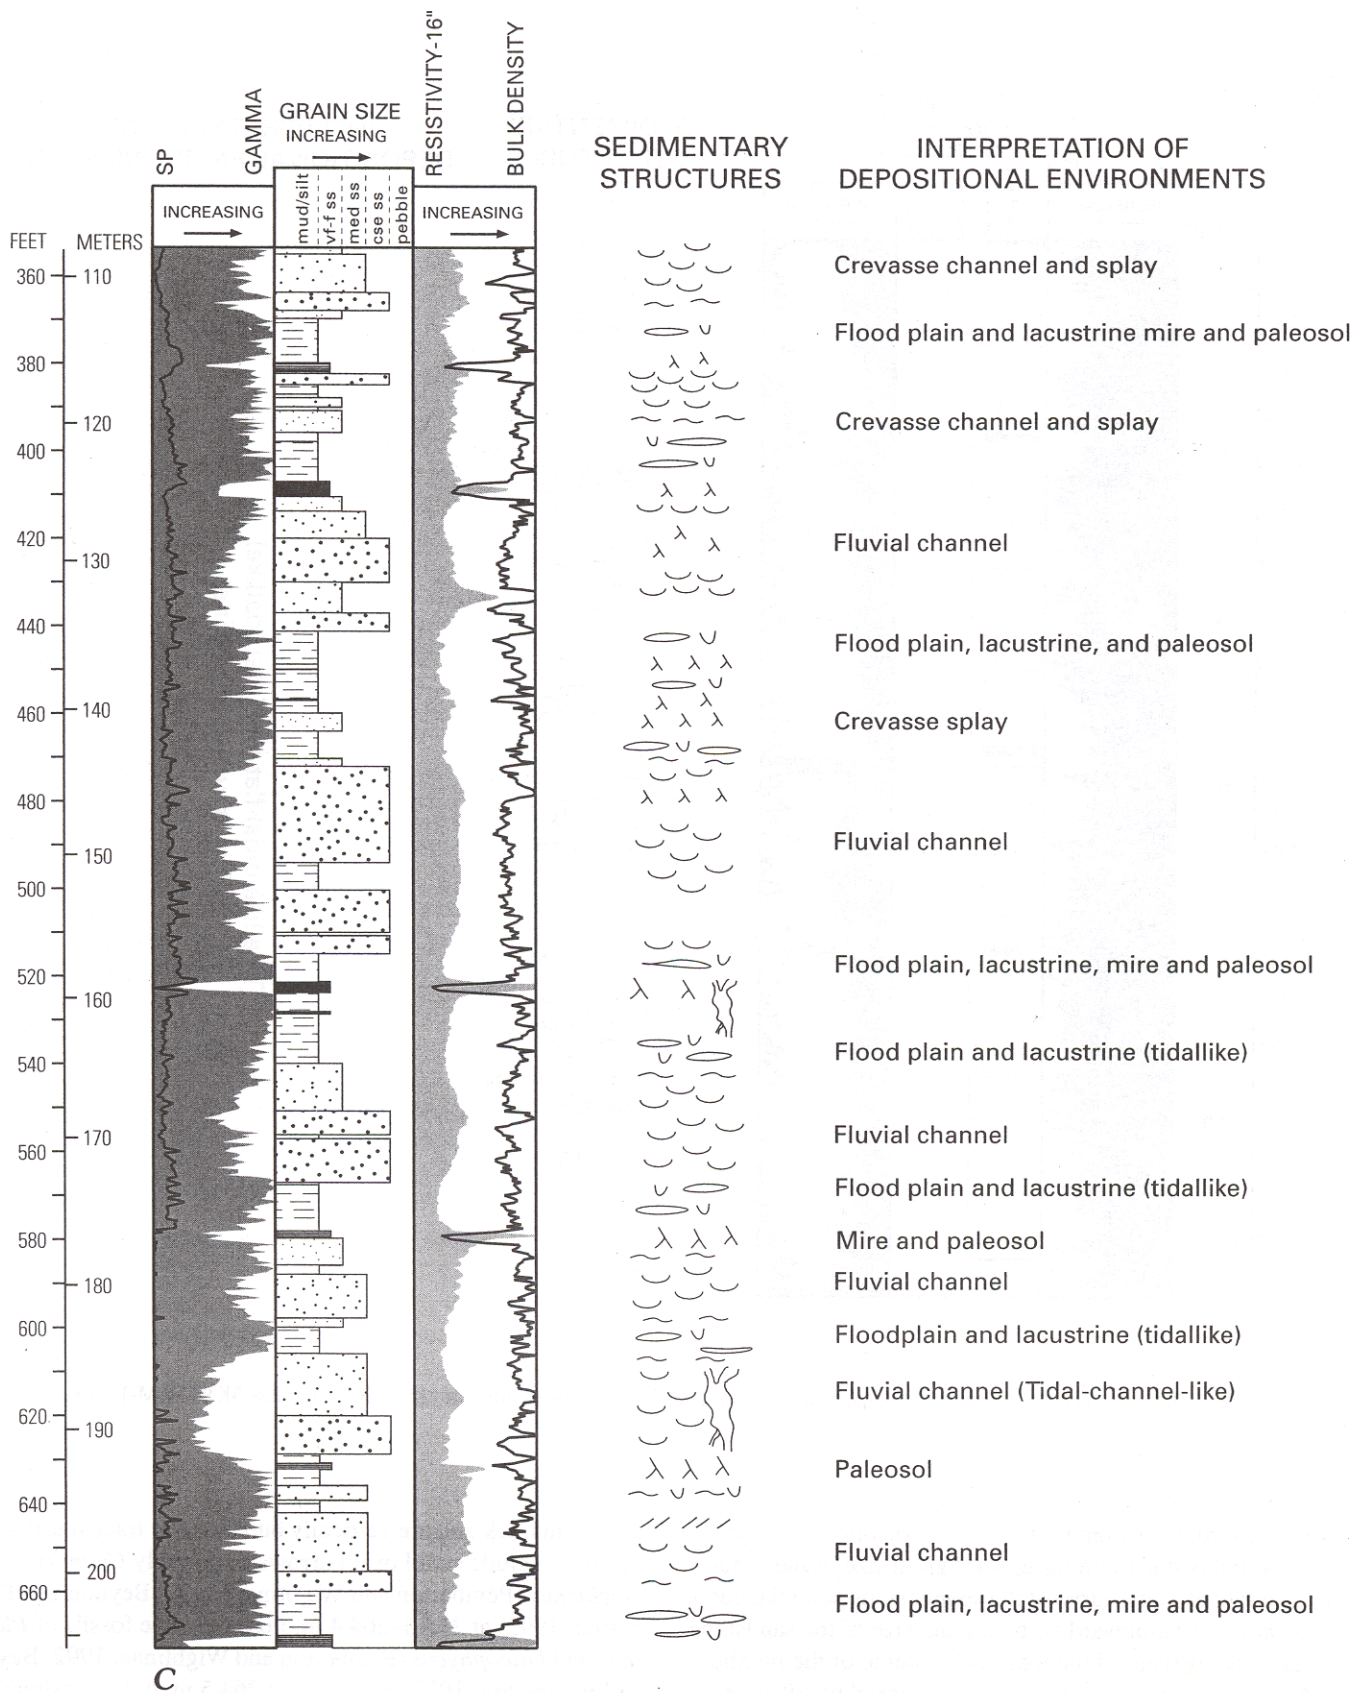 SP
GAMMA
GRAIN SIZE
INCREASING
RESISTIVITY-16"
BULK DENSITY
SEDIMENTARY
STRUCTURES
INTERPRETATION OF
DEPOSITIONAL ENVIRONMENTS
INCREASING
mud/silt
vf-f ss
med ss
cse ss
pebble
INCREASING
FEET METERS
360 110 Crevasse channel and splay
Flood plain and lacustrine mire and paleosol
380
120 Crevasse channel and splay
400
420 Fluvial channel
130
440 Flood plain, lacustrine, and paleosol
460 140 Crevasse splay
480
150 Fluvial channel
500
520 Flood plain, lacustrine, mire and paleosol
160
540 Flood plain and lacustrine (tidallike)
170 Fluvial channel
560
Flood plain and lacustrine (tidallike)
580 Mire and paleosol
180 Fluvial channel
600 Floodplain and lacustrine (tidallike)
Fluvial channel (Tidal-channel-like)
620 190
Paleosol
640
200 Fluvial channel
660 Flood plain, lacustrine, mire and paleosol
C